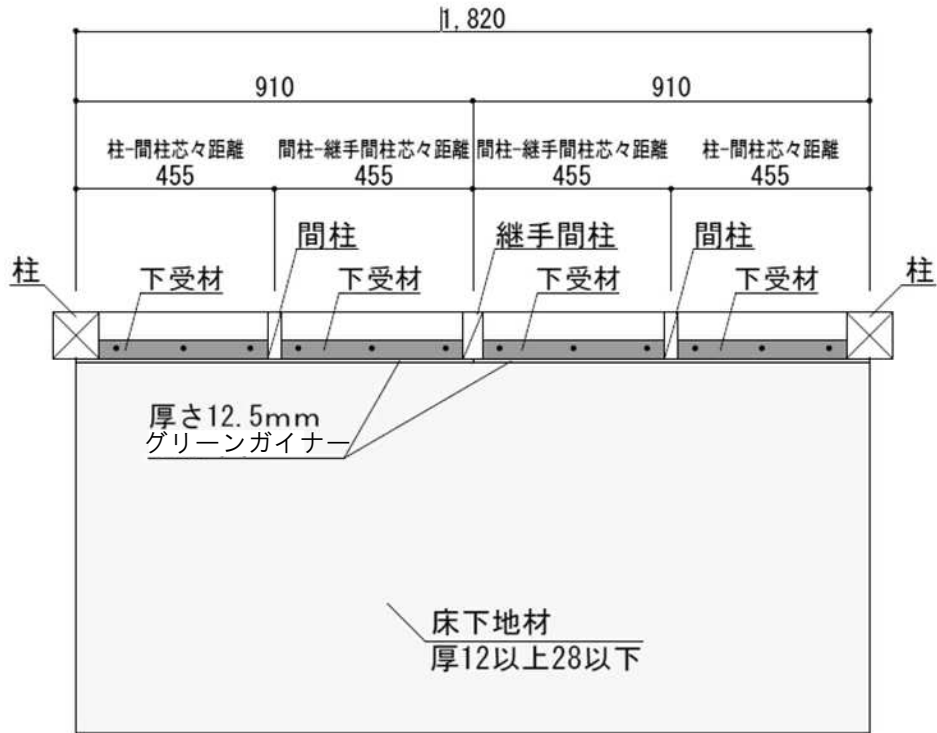 1,820
910 910
柱-間柱芯々距離 間柱-継手間柱芯々距離 間柱-継手間柱芯々距離 柱-間柱芯々距離
455 455 455 455
間柱 継手間柱 間柱
柱 下受材 下受材 下受材 下受材 柱
厚さ12.5mm
グリーンガイナー
床下地材
厚12以上28以下